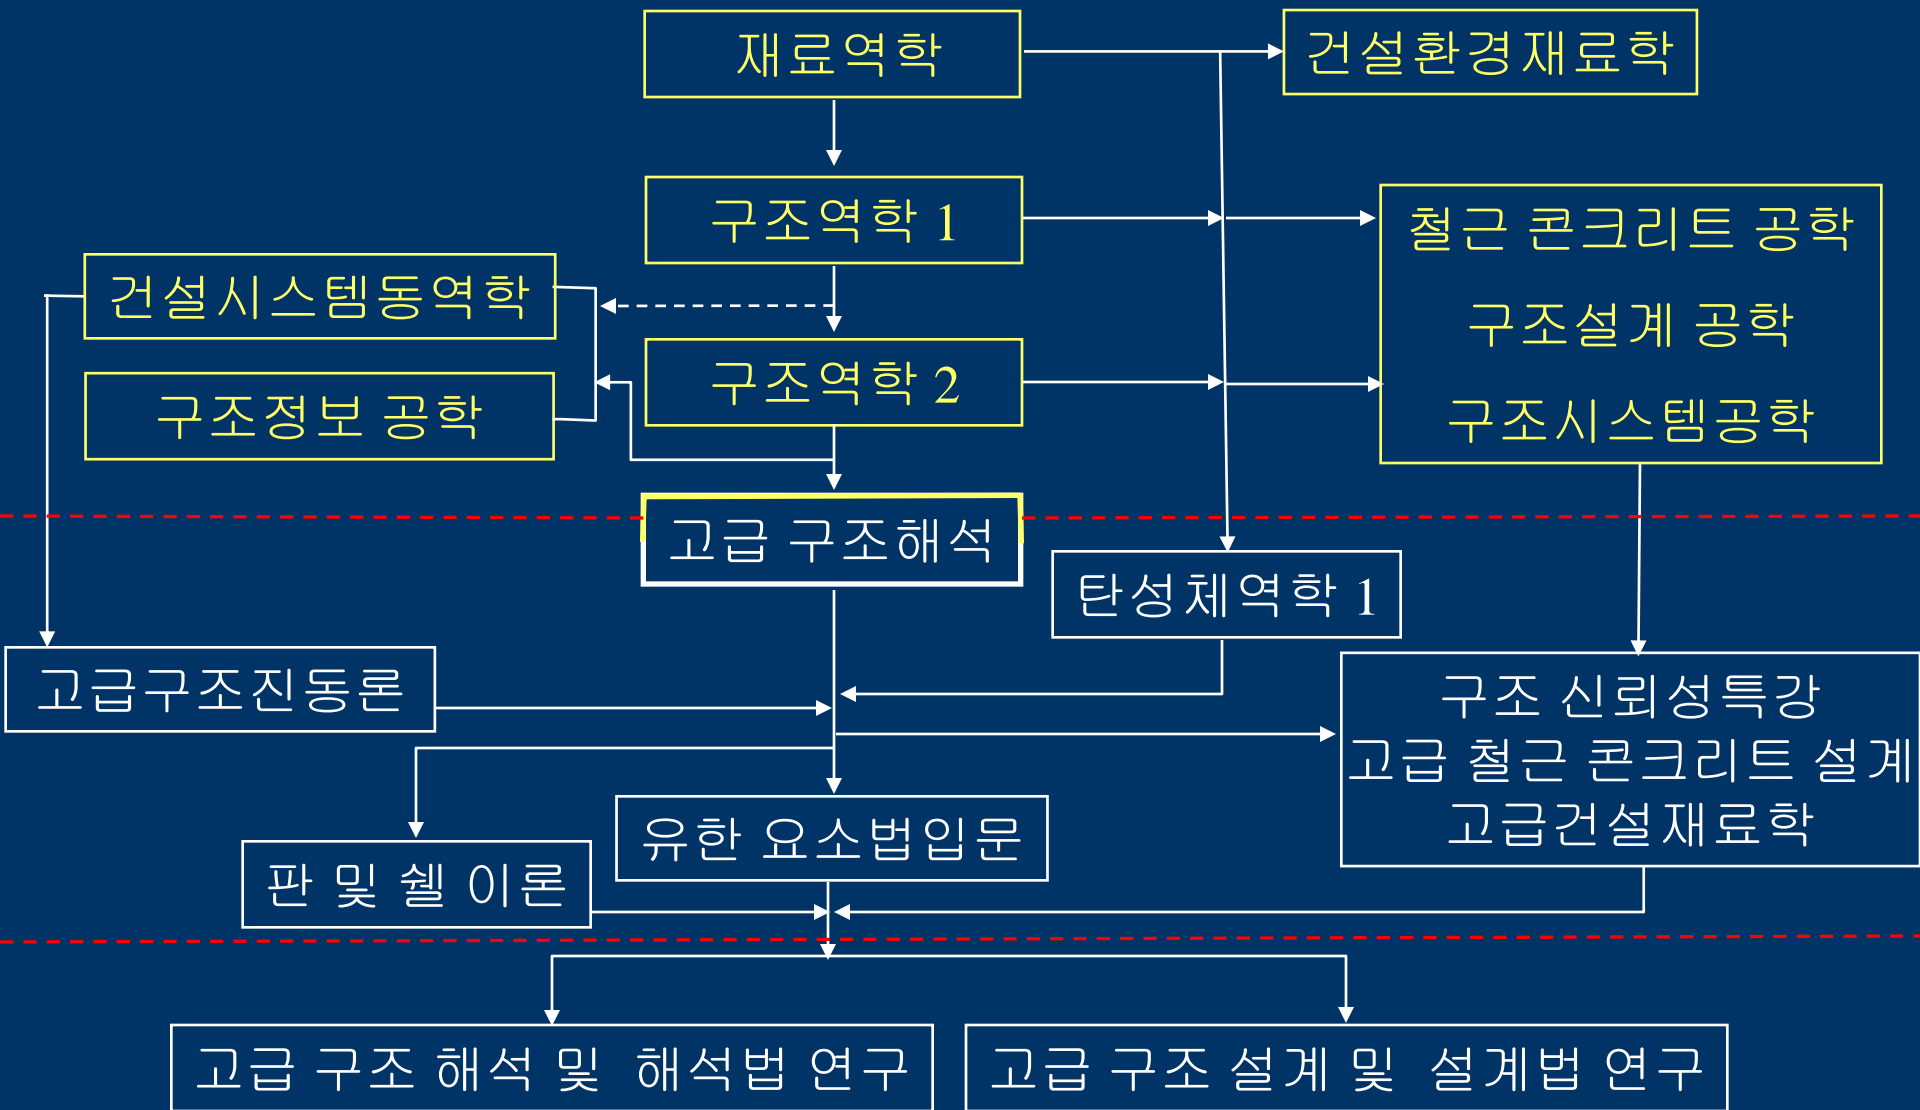 재료역학
건설환경재료학
구조역학 1
철근 콘크리트 공학
구조설계 공학
구조시스템공학
건설시스템동역학
구조역학 2
구조정보 공학
고급 구조해석
탄성체역학 1
고급구조진동론
구조 신뢰성특강
고급 철근 콘크리트 설계
고급건설재료학
유한 요소법입문
판 및 쉘 이론
고급 구조 해석 및 해석법 연구
고급 구조 설계 및 설계법 연구